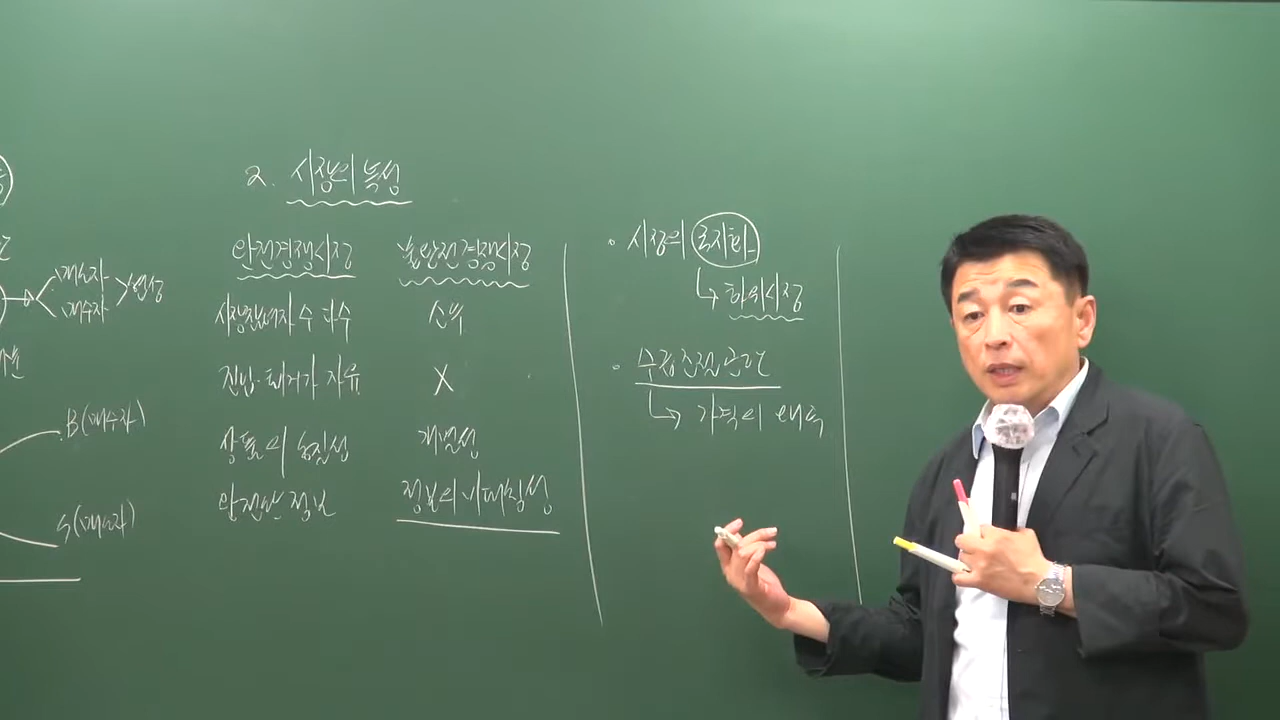 매도자
매수자
형성
B(매수자)
S(매도자)
2. 시장의 특성
완전경쟁시장 불완전경쟁시장
시장참여자 수 다수 소수
진입·퇴거가 자유 X
상품의 동질성 개별성
완전한 정보 정보의 비대칭성
• 시장의 국지화
↳ 하위시장
• 수급조절곤란
↳ 가격의 왜곡